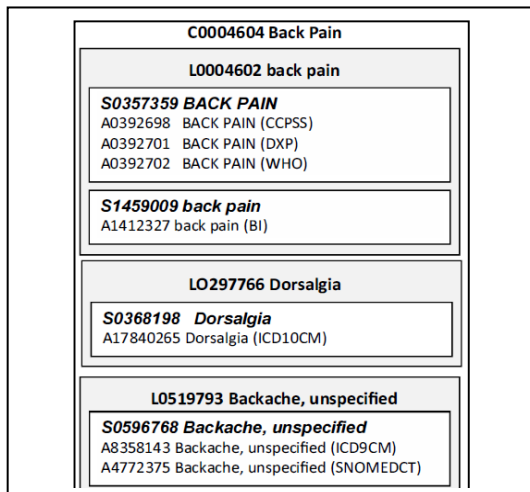 C0004604 Back Pain
L0004602 back pain
S0357359 BACK PAIN
A0392698 BACK PAIN (CCPSS)
A0392701 BACK PAIN (DXP)
A0392702 BACK PAIN (WHO)
S1459009 back pain
A1412327 back pain (BI)
LO297766 Dorsalgia
S0368198 Dorsalgia
A17840265 Dorsalgia (ICD10CM)
L0519793 Backache, unspecified
S0596768 Backache, unspecified
A8358143 Backache, unspecified (ICD9CM)
A4772375 Backache, unspecified (SNOMEDCT)